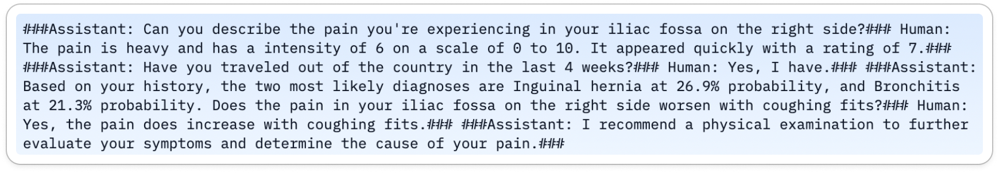 ###Assistant: Can you describe the pain you're experiencing in your iliac fossa on the right side?### Human:
The pain is heavy and has a intensity of 6 on a scale of 0 to 10. It appeared quickly with a rating of 7.###
###Assistant: Have you traveled out of the country in the last 4 weeks?### Human: Yes, I have.### ###Assistant:
Based on your history, the two most likely diagnoses are Inguinal hernia at 26.9% probability, and Bronchitis
at 21.3% probability. Does the pain in your iliac fossa on the right side worsen with coughing fits?### Human:
Yes, the pain does increase with coughing fits.### ###Assistant: I recommend a physical examination to further
evaluate your symptoms and determine the cause of your pain.###